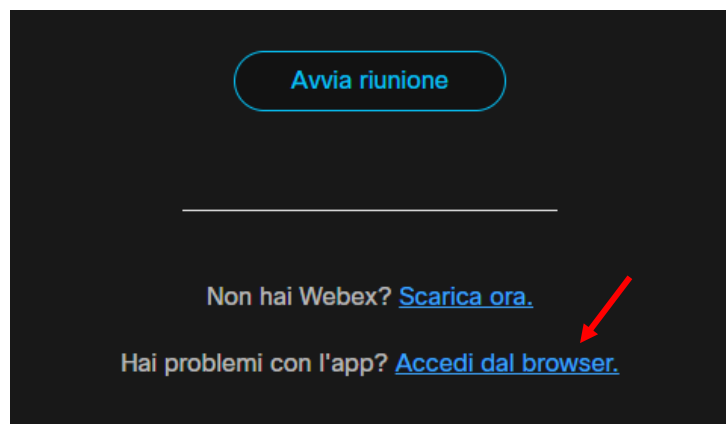 Avvia riunione
Non hai Webex? Scarica ora.
Hai problemi con l'app? Accedi dal browser.